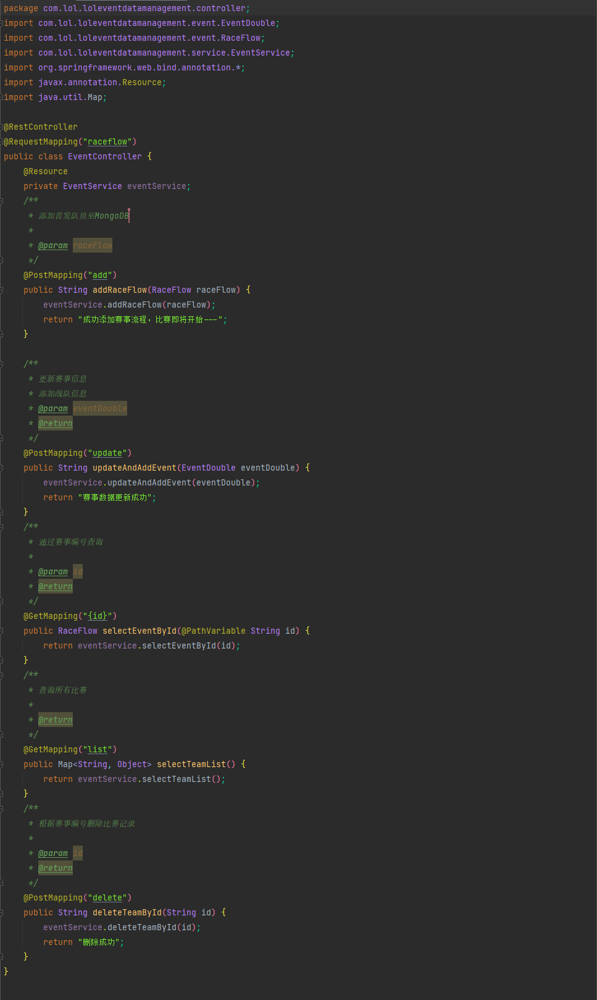 package com.lol.loleventdatamanagement.controller;
import com.lol.loleventdatamanagement.event.EventDouble;
import com.lol.loleventdatamanagement.event.RaceFlow;
import com.lol.loleventdatamanagement.service.EventService;
import org.springframework.web.bind.annotation.*;
import javax.annotation.Resource;
import java.util.Map;

@RestController
@RequestMapping("raceflow")
public class EventController {
    @Resource
    private EventService eventService;
    /**
     * 添加首发队员至MongoDB
     *
     * @param raceFlow
     */
    @PostMapping("add")
    public String addRaceFlow(RaceFlow raceFlow) {
        eventService.addRaceFlow(raceFlow);
        return "成功添加赛事流程，比赛即将开始---";
    }

    /**
     * 更新赛事信息
     * 添加战队信息
     * @param eventDouble
     * @return
     */
    @PostMapping("update")
    public String updateAndAddEvent(EventDouble eventDouble) {
        eventService.updateAndAddEvent(eventDouble);
        return "赛事数据更新成功";
    }
    /**
     * 通过赛事编号查询
     *
     * @param id
     * @return
     */
    @GetMapping("{id}")
    public RaceFlow selectEventById(@PathVariable String id) {
        return eventService.selectEventById(id);
    }
    /**
     * 查询所有比赛
     *
     * @return
     */
    @GetMapping("list")
    public Map<String, Object> selectTeamList() {
        return eventService.selectTeamList();
    }
    /**
     * 根据赛事编号删除比赛记录
     *
     * @param id
     * @return
     */
    @PostMapping("delete")
    public String deleteTeamById(String id) {
        eventService.deleteTeamById(id);
        return "删除成功";
    }
}